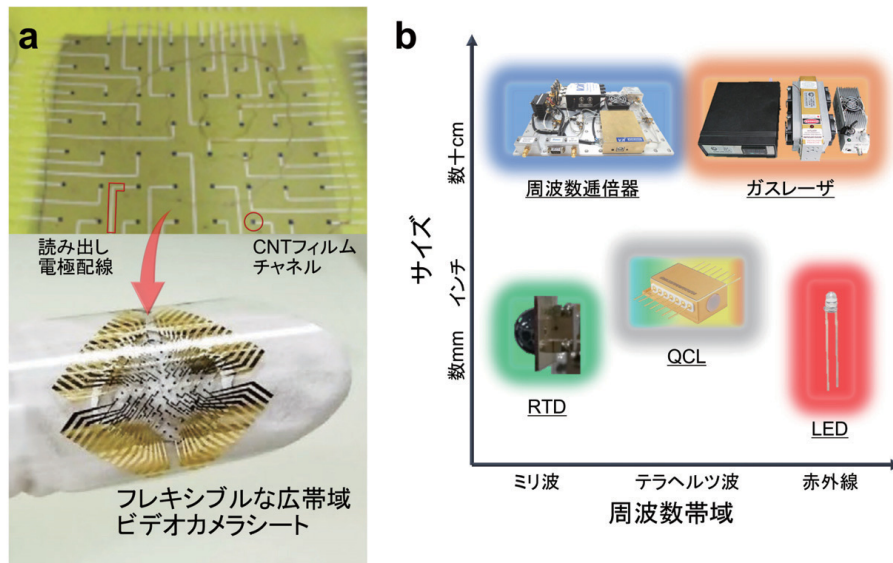 a
読み出し
電極配線
CNTフィルム
チャネル
フレキシブルな広帯域
ビデオカメラシート
b
サイズ
数十cm
インチ
数mm
周波数逓倍器
ガスレーザ
RTD
QCL
LED
ミリ波
テラヘルツ波
赤外線
周波数帯域